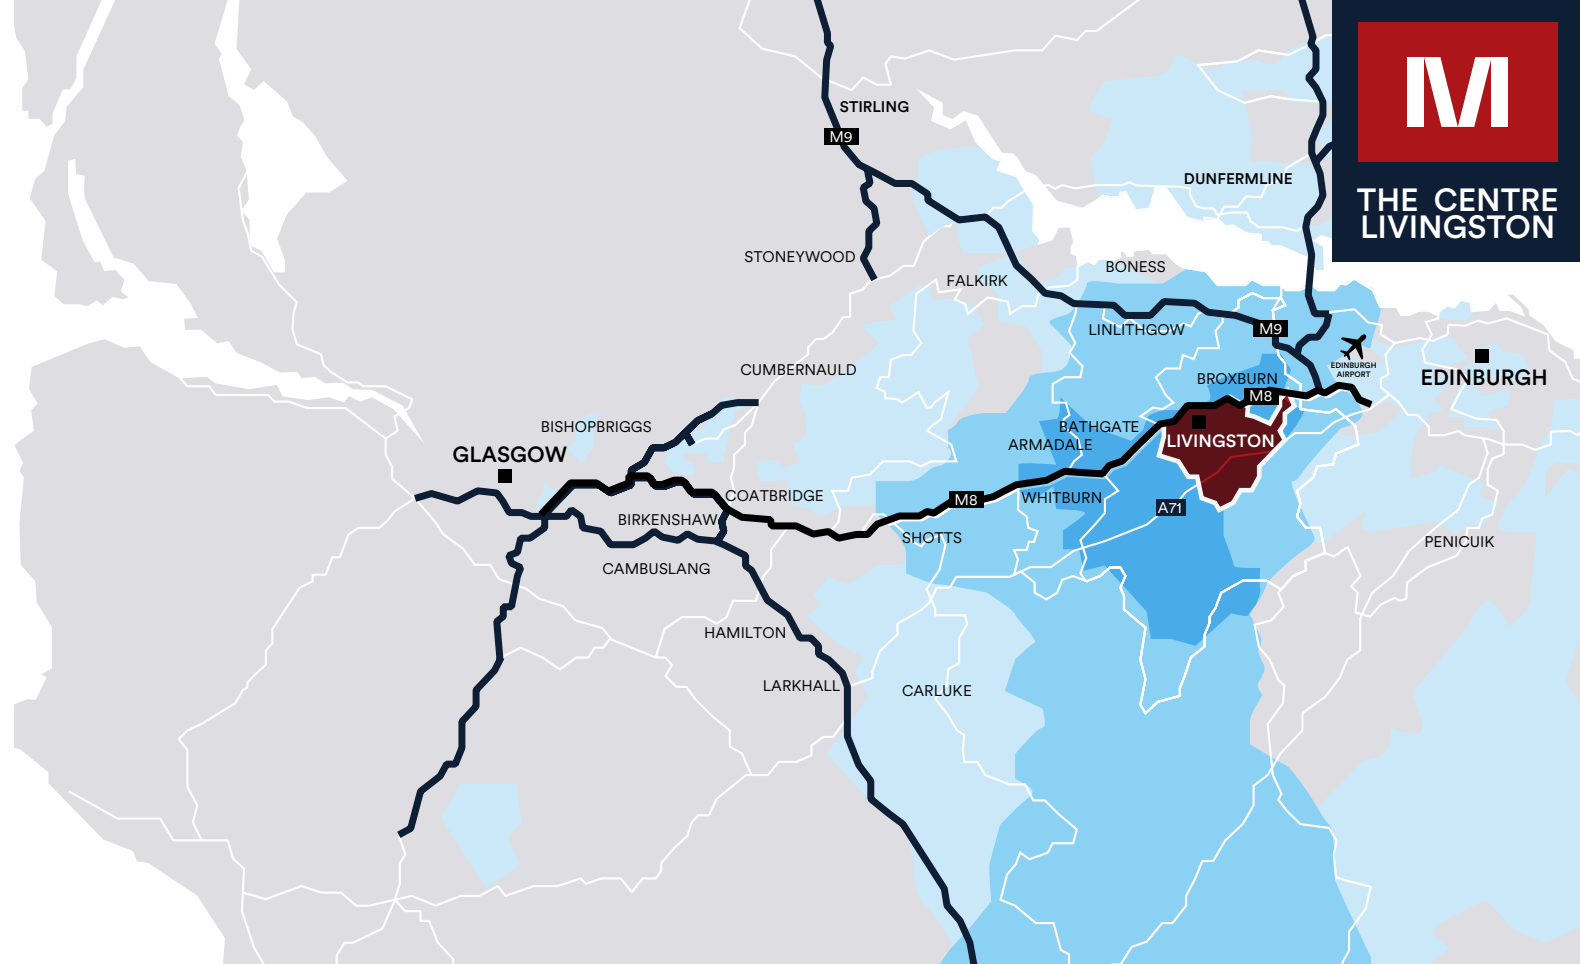 M
THE CENTRE
LIVINGSTON
STIRLING
M9
DUNFERMLINE
STONEYWOOD
BONESS
FALKIRK
LINLITHGOW
M9
EDINBURGH
AIRPORT
CUMBERNAULD
BROXBURN
EDINBURGH
M8
BISHOPBRIGGS
BATHGATE
ARMADALE
LIVINGSTON
GLASGOW
COATBRIDGE
M8
WHITBURN
A71
BIRKENSHAW
SHOTTS
PENICUIK
CAMBUSLANG
HAMILTON
LARKHALL
CARLUKE